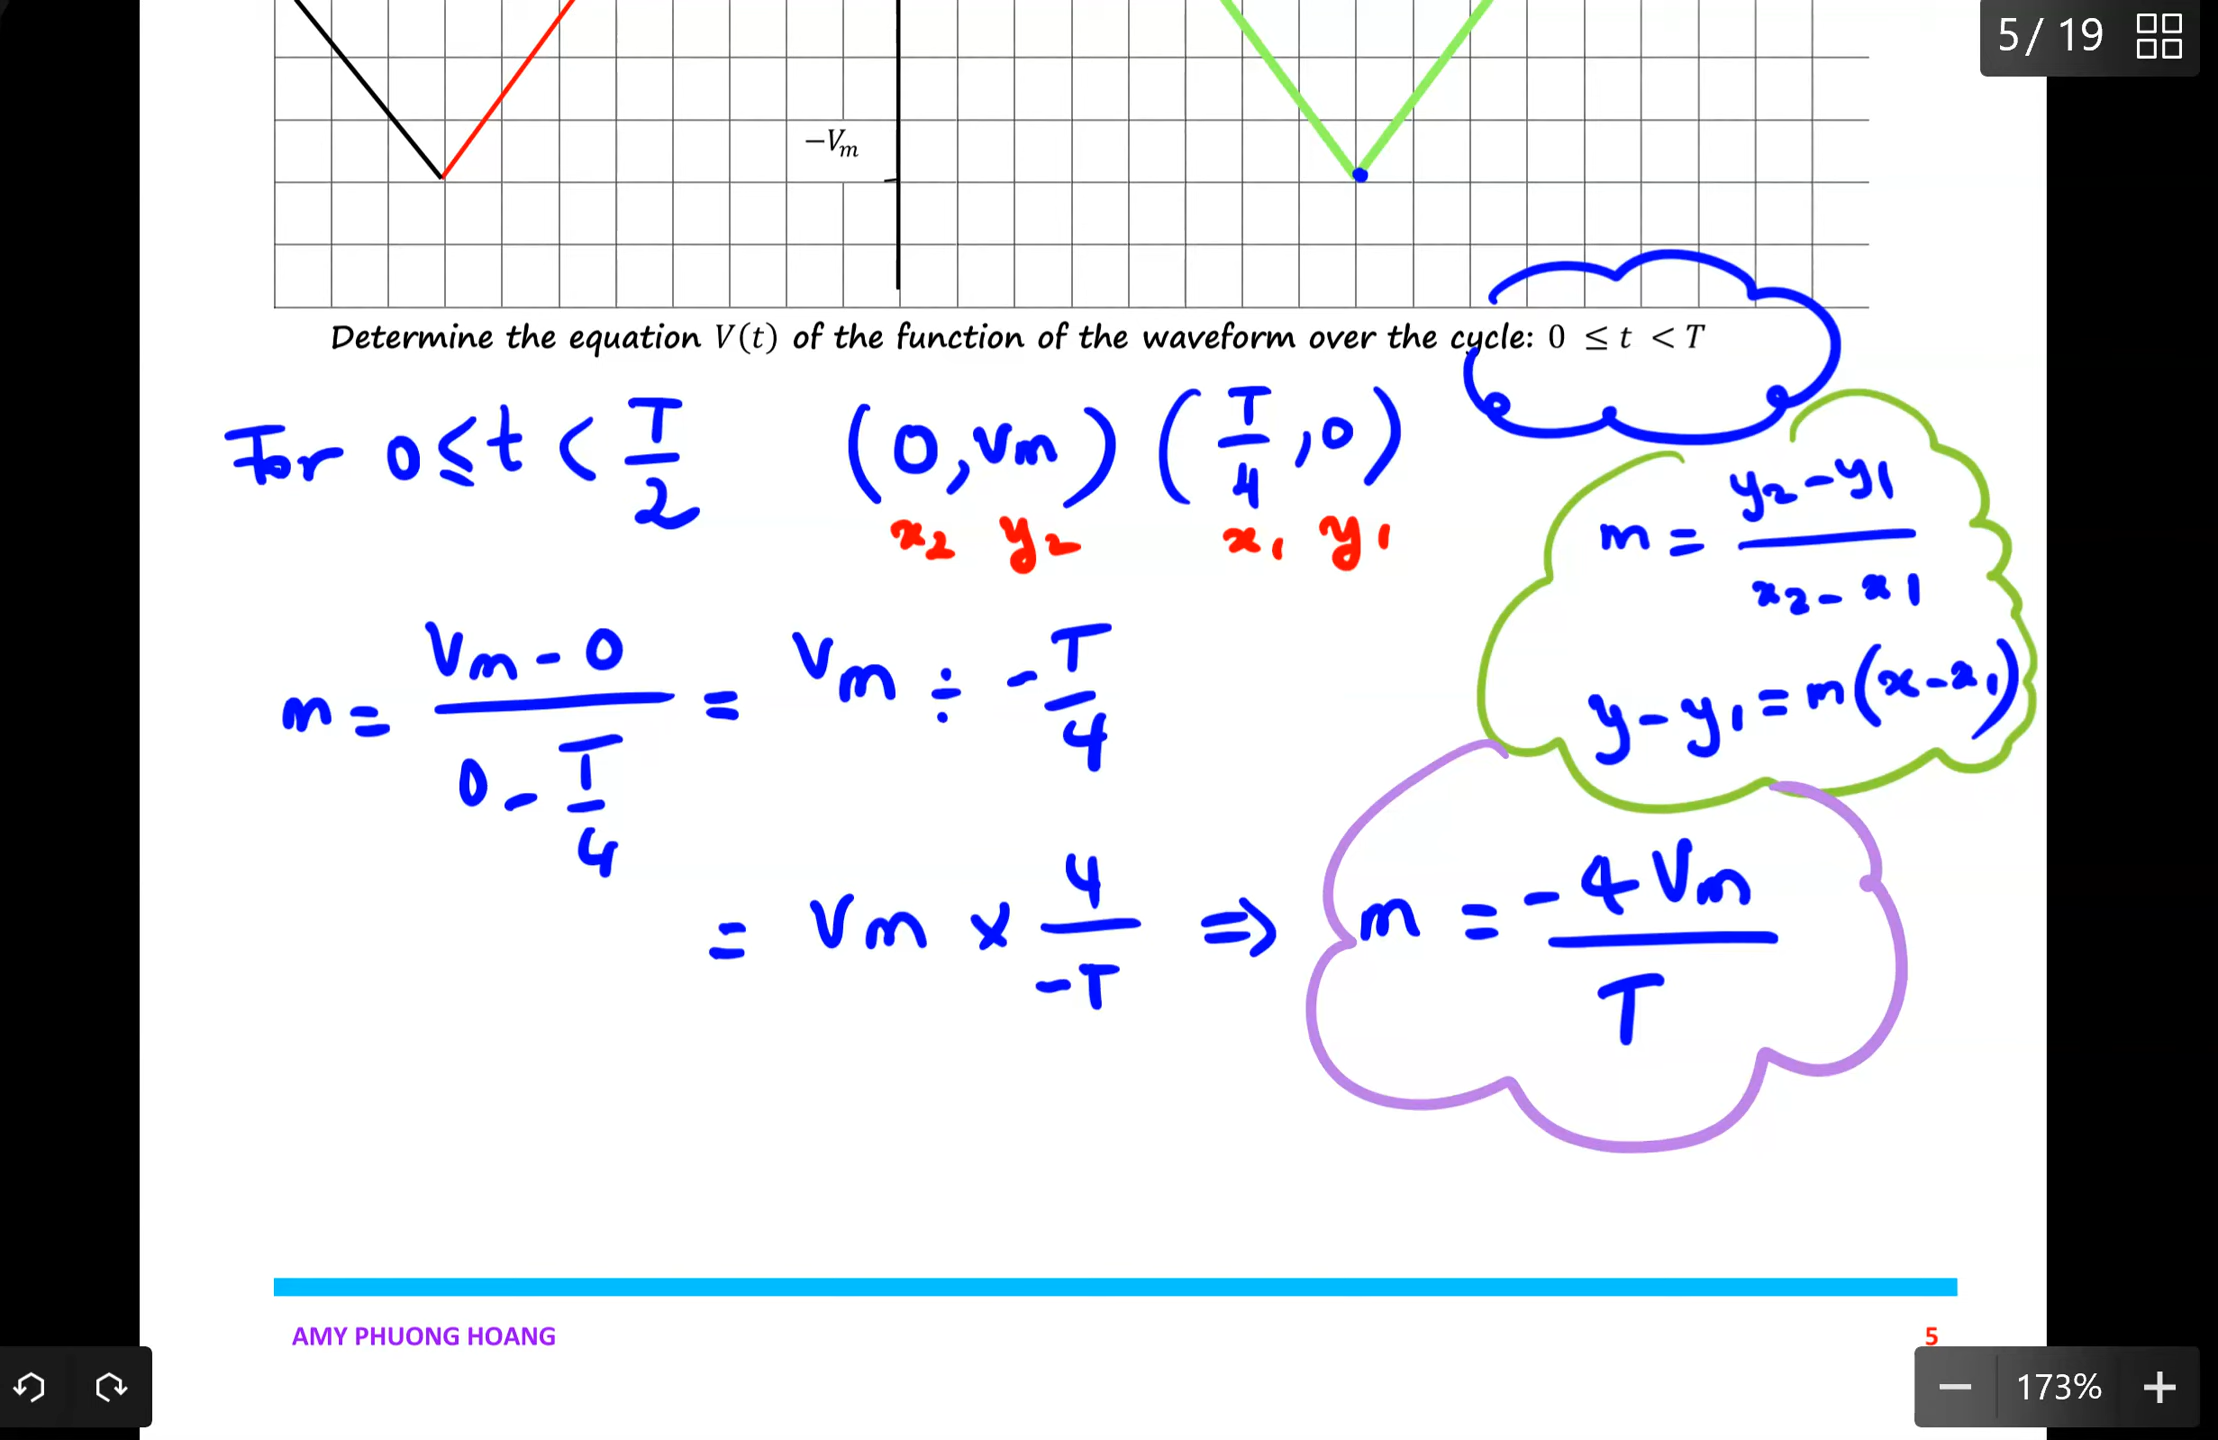 5 / 19
−Vm
Determine the equation V(t) of the function of the waveform over the cycle: 0 ≤ t < T
For 0 ≤ t < T/2 (0, Vm) (T/4, 0)
x2 y2 x1 y1
m = (y2 − y1)/(x2 − x1)
y − y1 = m(x − x1)
m = (Vm − 0)/(0 − T/4) = Vm ÷ −T/4
= Vm × 4/−T ⇒ m = −4Vm/T
AMY PHUONG HOANG
5
173%